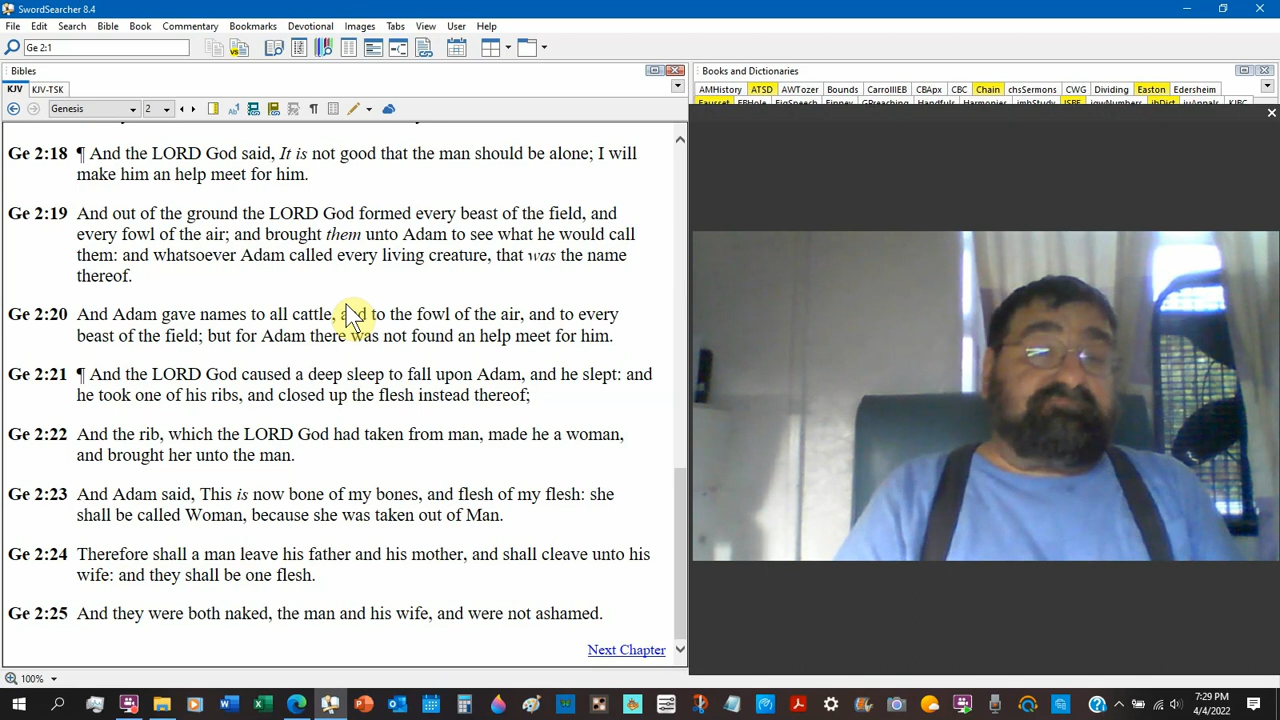 SwordSearcher 8.4
File Edit Search Bible Book Commentary Bookmarks Devotional Images Tabs View User Help
Ge 2:1
Bibles
KJV KJV-TSK
Genesis 2
Ge 2:18 ¶ And the LORD God said, It is not good that the man should be alone; I will
make him an help meet for him.
Ge 2:19 And out of the ground the LORD God formed every beast of the field, and
every fowl of the air; and brought them unto Adam to see what he would call
them: and whatsoever Adam called every living creature, that was the name
thereof.
Ge 2:20 And Adam gave names to all cattle, and to the fowl of the air, and to every
beast of the field; but for Adam there was not found an help meet for him.
Ge 2:21 ¶ And the LORD God caused a deep sleep to fall upon Adam, and he slept: and
he took one of his ribs, and closed up the flesh instead thereof;
Ge 2:22 And the rib, which the LORD God had taken from man, made he a woman,
and brought her unto the man.
Ge 2:23 And Adam said, This is now bone of my bones, and flesh of my flesh: she
shall be called Woman, because she was taken out of Man.
Ge 2:24 Therefore shall a man leave his father and his mother, and shall cleave unto his
wife: and they shall be one flesh.
Ge 2:25 And they were both naked, the man and his wife, and were not ashamed.
Next Chapter
100%
Books and Dictionaries
AMHistory ATSD AWTozer Bounds CarrollIEB CBApx CBC Chain chsSermons CWG Dividing Easton Edersheim
7:29 PM
4/4/2022